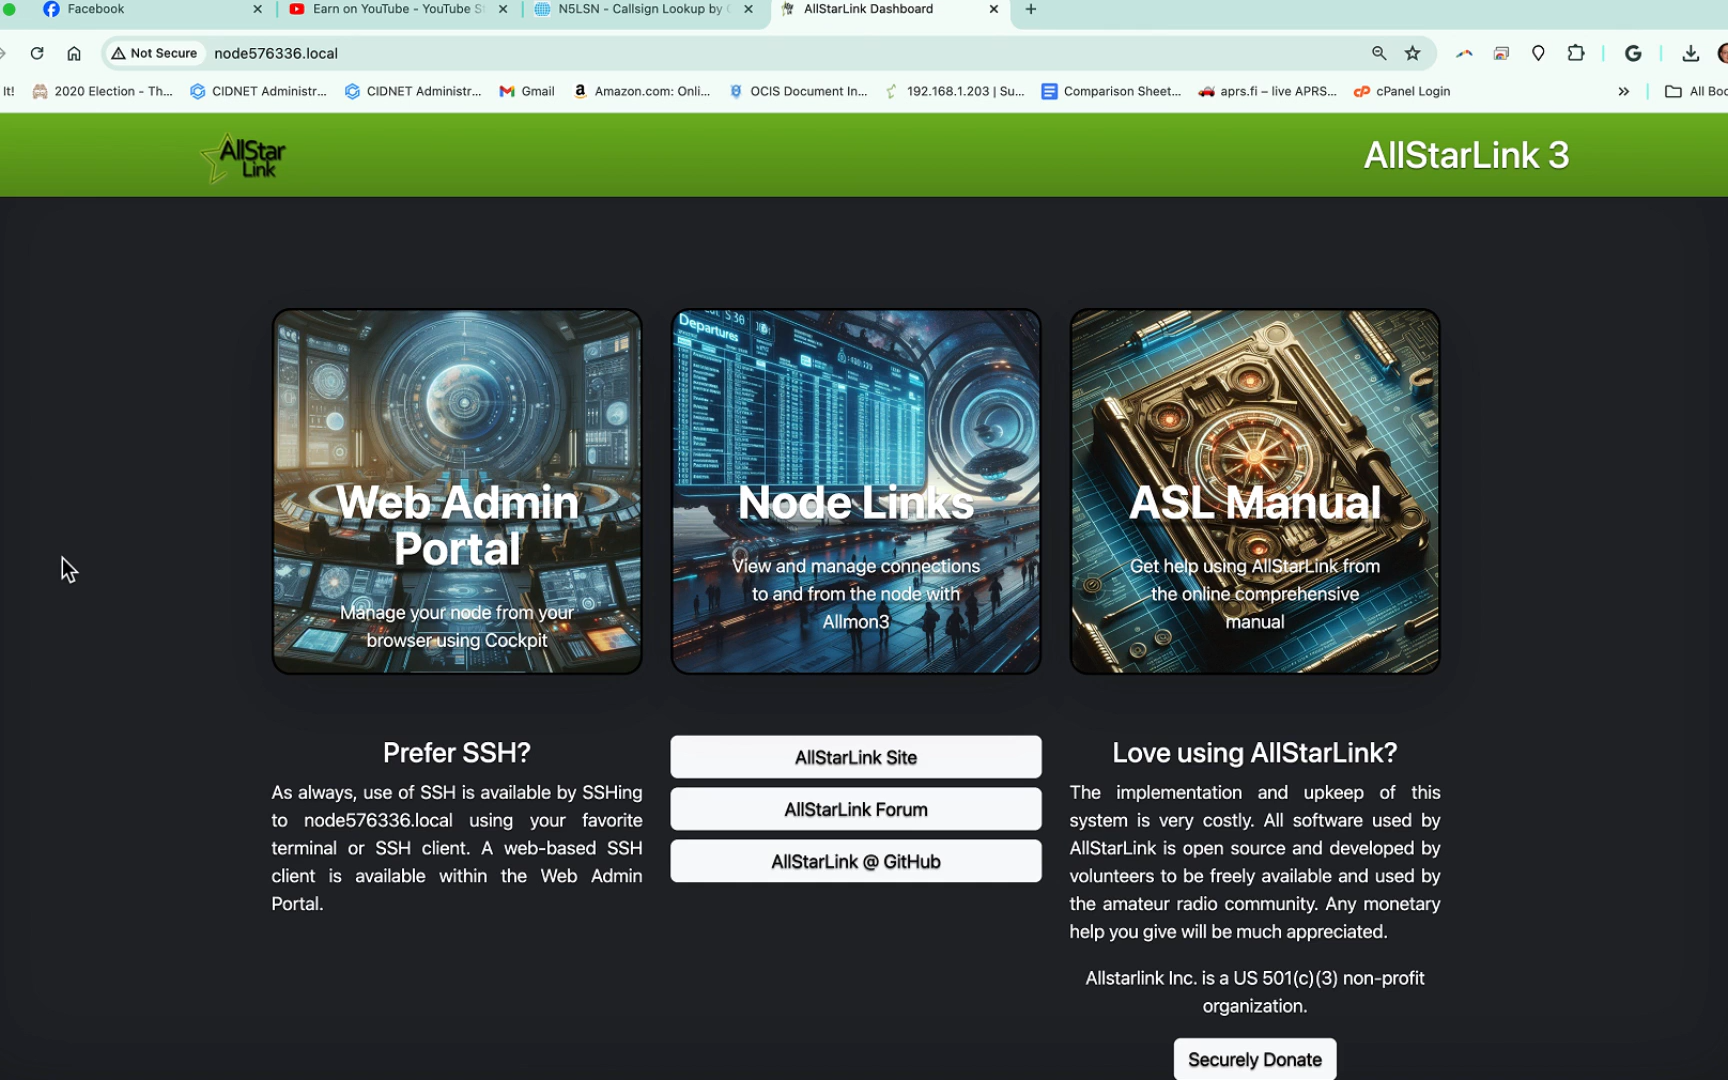 Facebook
Earn on YouTube - YouTube S
N5LSN - Callsign Lookup by
AllStarLink Dashboard
Not Secure
node576336.local
It!
2020 Election - Th...
CIDNET Administr...
CIDNET Administr...
Gmail
Amazon.com: Onli...
OCIS Document In...
192.168.1.203 | Su...
Comparison Sheet...
aprs.fi – live APRS...
cPanel Login
»
All Boo
AllStar
Link
AllStarLink 3
Web Admin
Portal
Manage your node from your
browser using Cockpit
Departures
5:30
Node Links
View and manage connections
to and from the node with
Allmon3
ASL Manual
Get help using AllStarLink from
the online comprehensive
manual
Prefer SSH?
As always, use of SSH is available by SSHing
to node576336.local using your favorite
terminal or SSH client. A web-based SSH
client is available within the Web Admin
Portal.
AllStarLink Site
AllStarLink Forum
AllStarLink @ GitHub
Love using AllStarLink?
The implementation and upkeep of this
system is very costly. All software used by
AllStarLink is open source and developed by
volunteers to be freely available and used by
the amateur radio community. Any monetary
help you give will be much appreciated.
Allstarlink Inc. is a US 501(c)(3) non-profit
organization.
Securely Donate